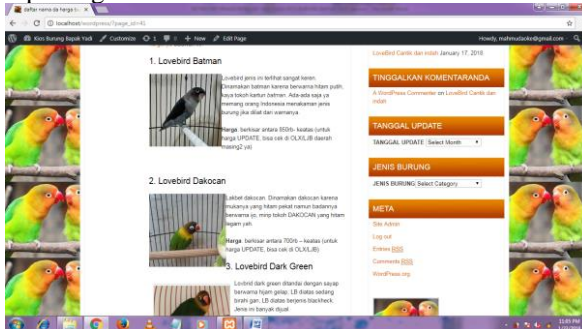 daftar nama da harga b
localhost/wordpress/?page_id=45
Kios Burung Bapak Yadi Customize 1 + New Edit Page
Howdy, mahmudaoke@gmail.com
1. Lovebird Batman
Lovebird jenis ini terlihat sangat keren.
Dinamakan batman karena berwarna hitam putih,
kaya tokoh kartun batman. Ada-ada saja ya
memang orang Indonesia menakaman jenis
burung jika dilait dari warnanya.
Harga: berkisar antara 850rb- keatas (untuk
harga UPDATE, bisa cek di OLX/LJB daerah
masing2 ya)
2. Lovebird Dakocan
Lakbet dakocan. Dinamakan dakocan karena
mukanya yang hitam pekat namun badannya
berwarna ijo, mirip tokoh DAKOCAN yang hitam
legam yah.
Harga: berkisar antara 700rb – keatas (untuk
harga UPDATE, bisa cek di OLX/LJB)
3. Lovebird Dark Green
Lovbird dark green ditandai dengan sayap
berwarna hijam gelap. LB diatas sedang
birahi gan. LB diatas berjenis blackheck.
Jenis ini banyak dijual
LoveBird Cantik dan indah January 17, 2018
TINGGALKAN KOMENTARANDA
A WordPress Commenter on LoveBird Cantik dan
indah
TANGGAL UPDATE
TANGGAL UPDATE Select Month
JENIS BURUNG
JENIS BURUNG Select Category
META
Site Admin
Log out
Entries RSS
Comments RSS
WordPress.org
11:05 PM